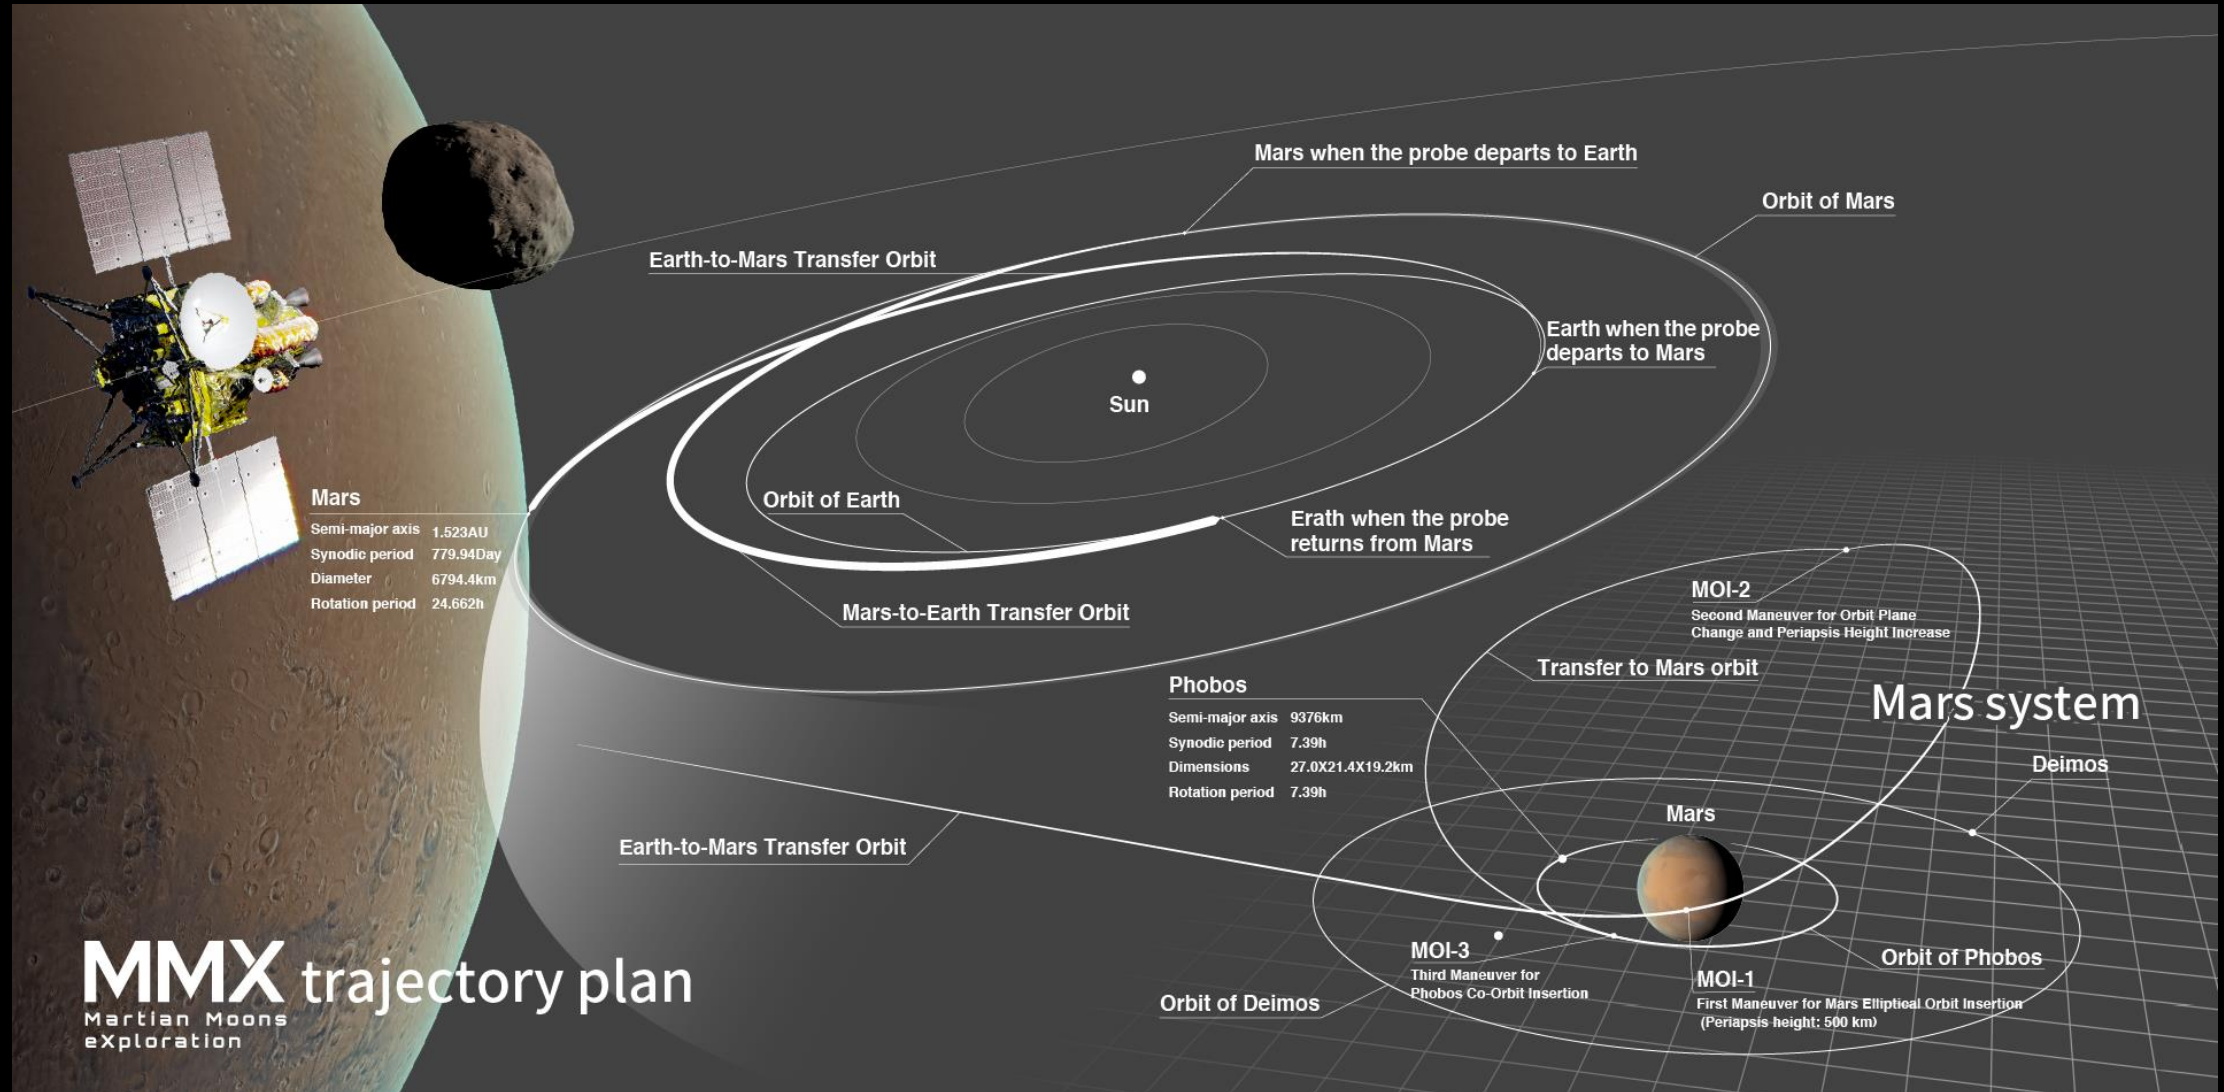 Mars when the probe departs to Earth
Orbit of Mars
Earth-to-Mars Transfer Orbit
Earth when the probe
departs to Mars
Sun
Mars
Semi-major axis 1.523AU
Synodic period 779.94Day
Diameter 6794.4km
Rotation period 24.662h
Orbit of Earth
Erath when the probe
returns from Mars
Mars-to-Earth Transfer Orbit
MOI-2
Second Maneuver for Orbit Plane
Change and Periapsis Height Increase
Transfer to Mars orbit
Mars system
Phobos
Semi-major axis 9376km
Synodic period 7.39h
Dimensions 27.0X21.4X19.2km
Rotation period 7.39h
Deimos
Mars
Earth-to-Mars Transfer Orbit
MOI-3
Third Maneuver for
Phobos Co-Orbit Insertion
Orbit of Phobos
MOI-1
First Maneuver for Mars Elliptical Orbit Insertion
(Periapsis height: 500 km)
Orbit of Deimos
MMX trajectory plan
Martian Moons
eXploration